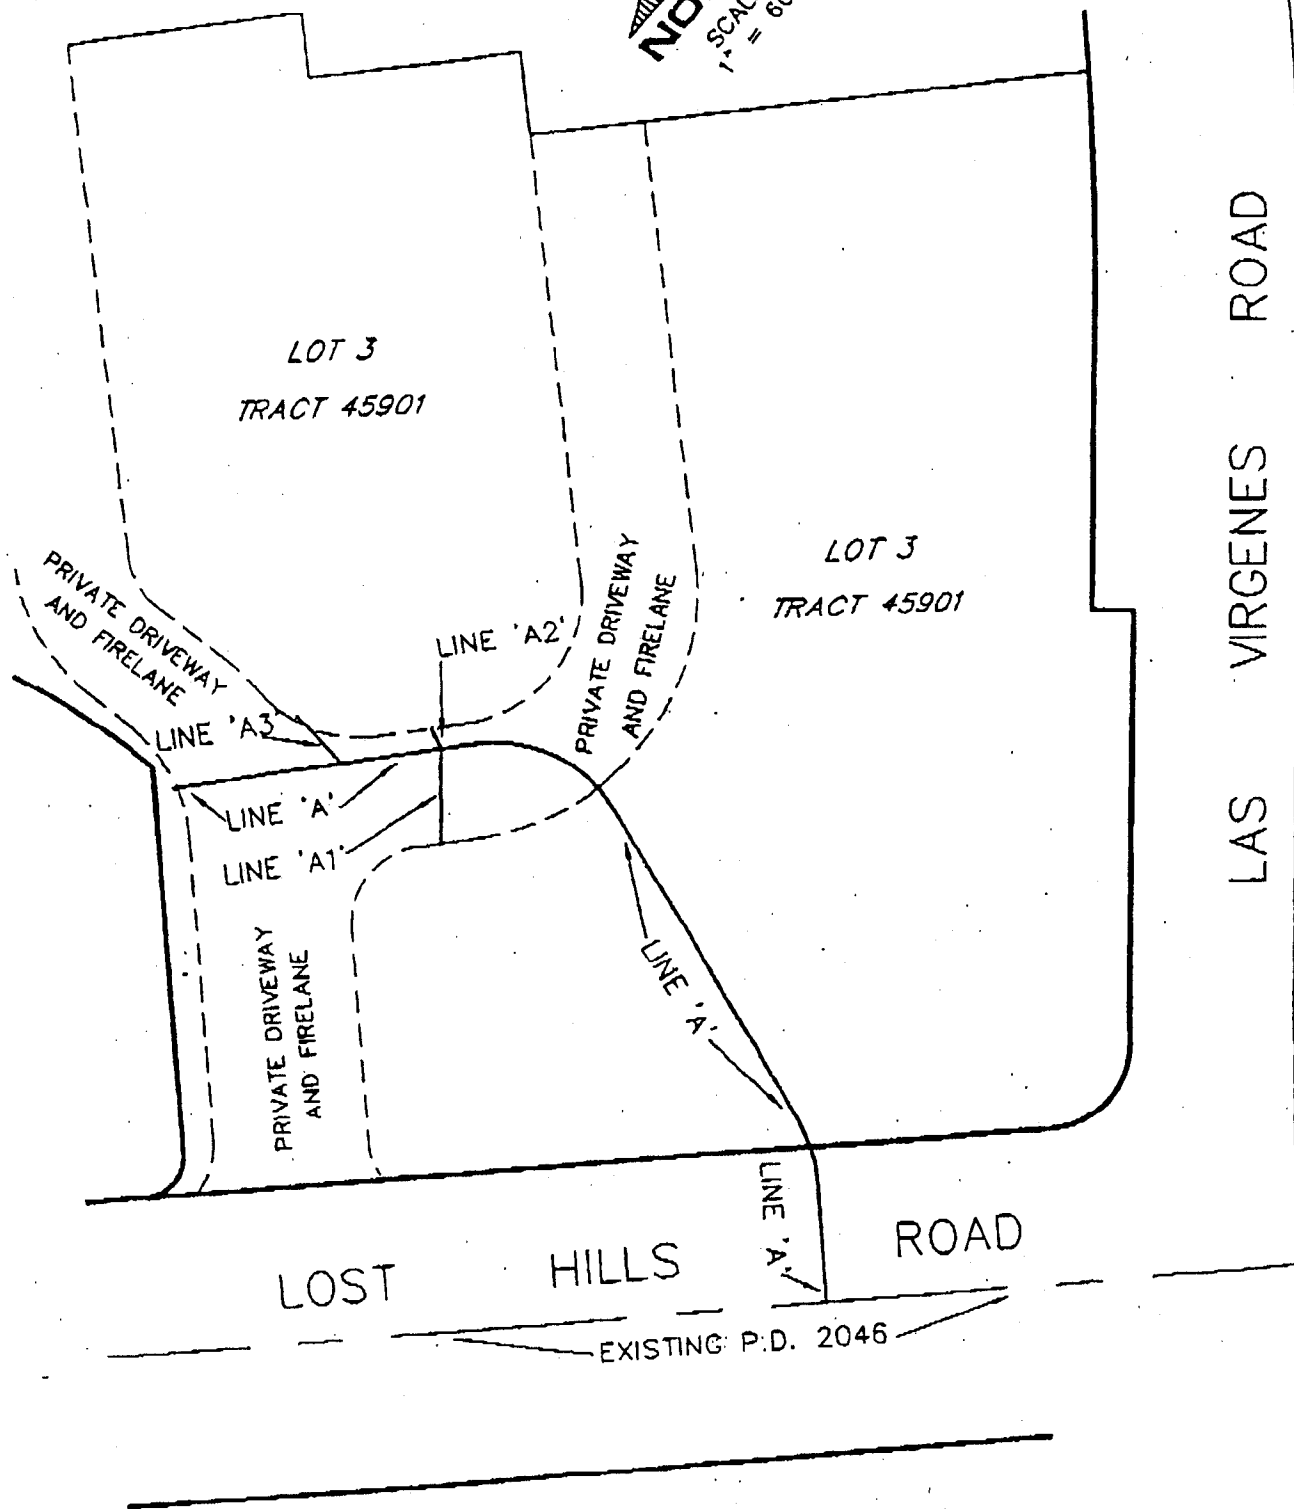 LOT 3
TRACT 45901
LOT 3
TRACT 45901
PRIVATE DRIVEWAY
AND FIRELANE
PRIVATE DRIVEWAY
AND FIRELANE
LINE 'A2'
LINE 'A3'
LINE 'A'
LINE 'A1'
PRIVATE DRIVEWAY
AND FIRELANE
LINE 'A'
LINE 'A'
LAS VIRGENES ROAD
LOST HILLS ROAD
EXISTING P.D. 2046